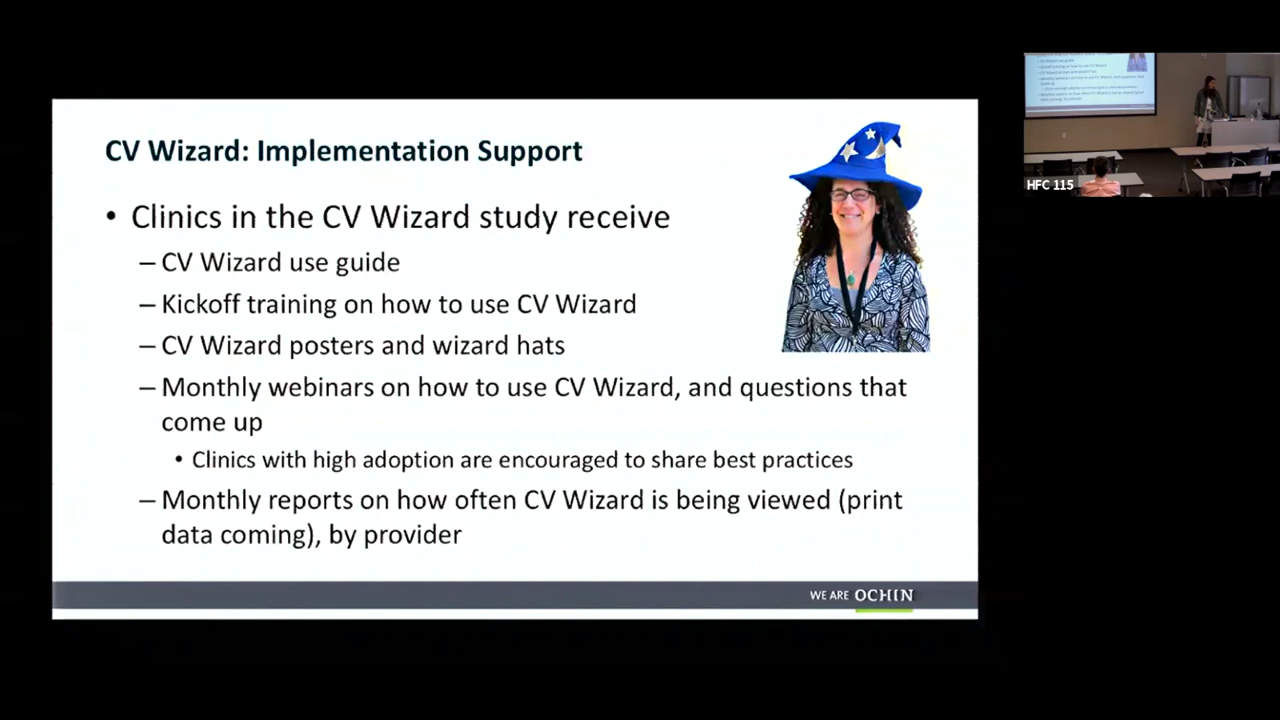 CV Wizard: Implementation Support
• Clinics in the CV Wizard study receive
– CV Wizard use guide
– Kickoff training on how to use CV Wizard
– CV Wizard posters and wizard hats
– Monthly webinars on how to use CV Wizard, and questions that
come up
• Clinics with high adoption are encouraged to share best practices
– Monthly reports on how often CV Wizard is being viewed (print
data coming), by provider
WE ARE OCHIN
HFC 115